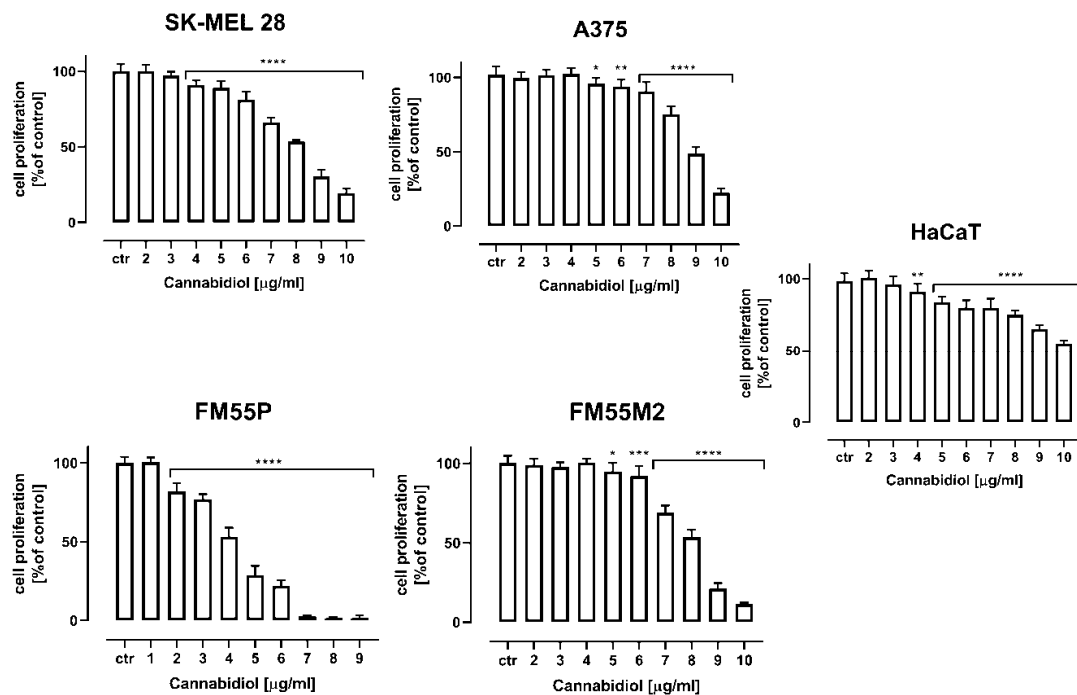 SK-MEL 28
****
100
50
0
cell proliferation
[%of control]
ctr 2 3 4 5 6 7 8 9 10
Cannabidiol [µg/ml]
A375
* ** ****
100
50
0
cell proliferation
[%of control]
ctr 2 3 4 5 6 7 8 9 10
Cannabidiol [µg/ml]
HaCaT
** ****
100
50
0
cell proliferation
[%of control]
ctr 2 3 4 5 6 7 8 9 10
Cannabidiol [µg/ml]
FM55P
****
100
50
0
cell proliferation
[%of control]
ctr 1 2 3 4 5 6 7 8 9
Cannabidiol [µg/ml]
FM55M2
* *** ****
100
50
0
cell proliferation
[%of control]
ctr 2 3 4 5 6 7 8 9 10
Cannabidiol [µg/ml]